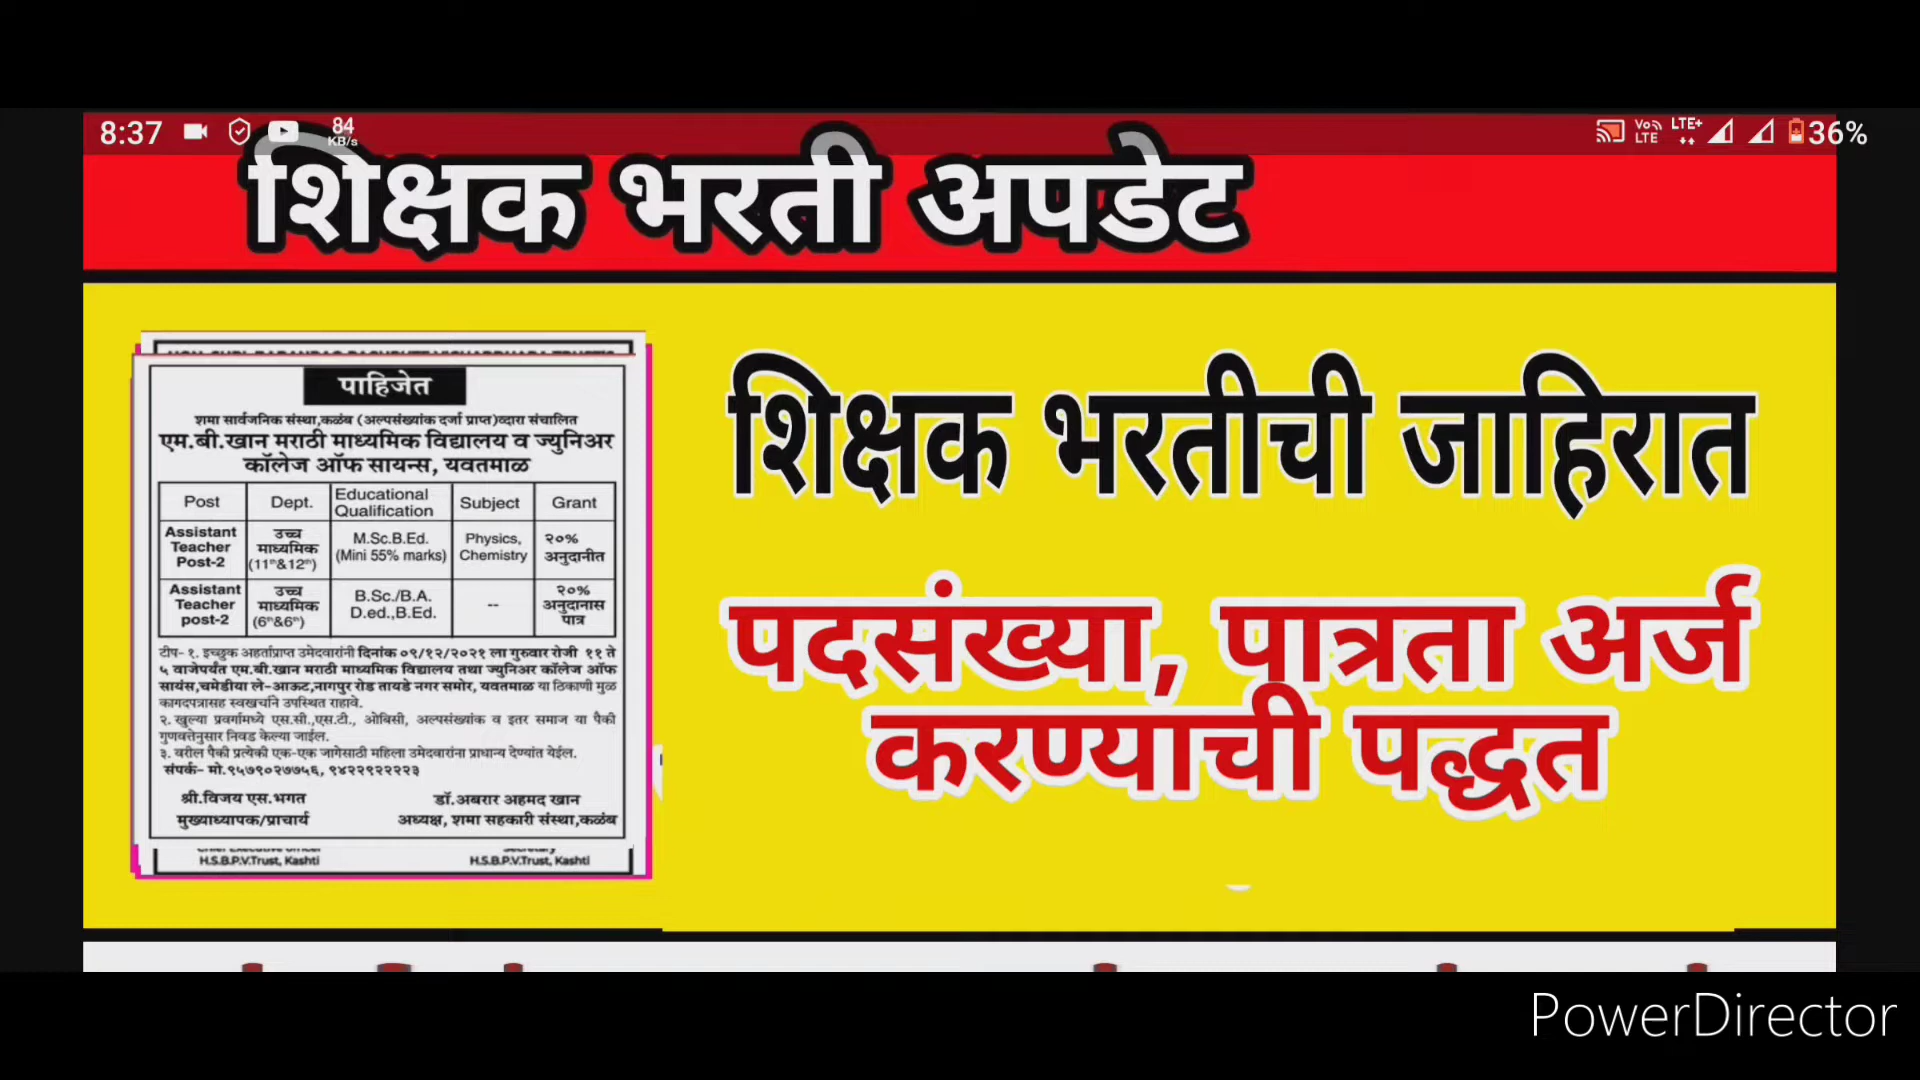 8:37
84
KB/s
Vo
LTE
LTE+
36%
शिक्षक भरती अपडेट
पाहिजेत
शमा सार्वजनिक संस्था,कळंब (अल्पसंख्यांक दर्जा प्राप्त)व्दारा संचालित
एम.बी.खान मराठी माध्यमिक विद्यालय व ज्युनिअर
कॉलेज ऑफ सायन्स, यवतमाळ
Post Dept. Educational Qualification Subject Grant
Assistant Teacher Post-2 उच्च माध्यमिक (11th&12th) M.Sc.B.Ed. (Mini 55% marks) Physics, Chemistry २०% अनुदानीत
Assistant Teacher post-2 उच्च माध्यमिक (6th&6th) B.Sc./B.A. D.ed.,B.Ed. -- २०% अनुदानास पात्र
टीप- १. इच्छुक अहर्ताप्राप्त उमेदवारांनी दिनांक ०९/१२/२०२१ ला गुरुवार रोजी ११ ते
५ वाजेपर्यंत एम.बी.खान मराठी माध्यमिक विद्यालय तथा ज्युनिअर कॉलेज ऑफ
सायंस,चमेडीया ले-आऊट,नागपुर रोड तायडे नगर समोर, यवतमाळ या ठिकाणी मुळ
कागदपत्रासह स्वखर्चाने उपस्थित राहावे.
२. खुल्या प्रवर्गामध्ये एस.सी.,एस.टी., ओबिसी, अल्पसंख्यांक व इतर समाज या पैकी
गुणवत्तेनुसार निवड केल्या जाईल.
३. वरील पैकी प्रत्येकी एक-एक जागेसाठी महिला उमेदवारांना प्राधान्य देण्यांत येईल.
संपर्क- मो.९५७९०२७७५६, ९४२२९२२२२३
श्री.विजय एस.भगत डॉ.अबरार अहमद खान
मुख्याध्यापक/प्राचार्य अध्यक्ष, शमा सहकारी संस्था,कळंब
H.S.B.P.V.Trust, Kashti H.S.B.P.V.Trust, Kashti
शिक्षक भरतीची जाहिरात
पदसंख्या, पात्रता अर्ज
करण्याची पद्धत
PowerDirector